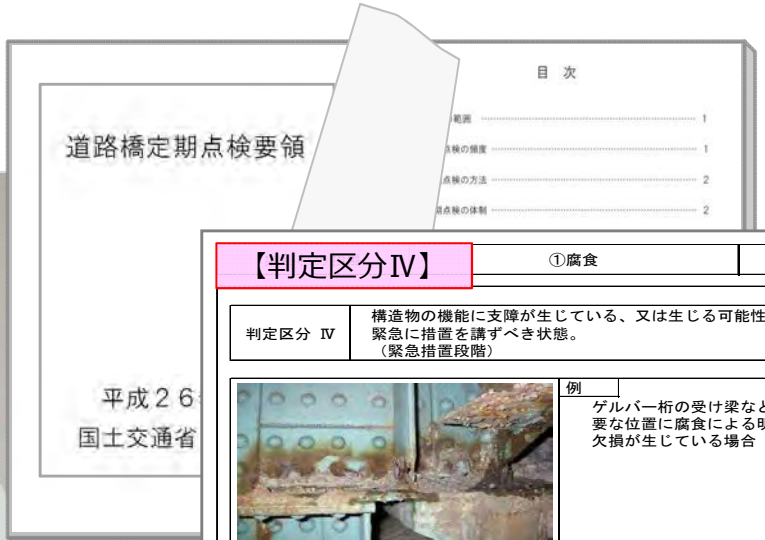 道路橋定期点検要領
平成２６
国土交通省
目 次
範囲 1
点検の頻度 1
点検の方法 2
点検の体制 2
【判定区分Ⅳ】
①腐食
判定区分 Ⅳ
構造物の機能に支障が生じている、又は生じる可能性
緊急に措置を講ずべき状態。
（緊急措置段階）
例
ゲルバー桁の受け梁など
要な位置に腐食による明
欠損が生じている場合